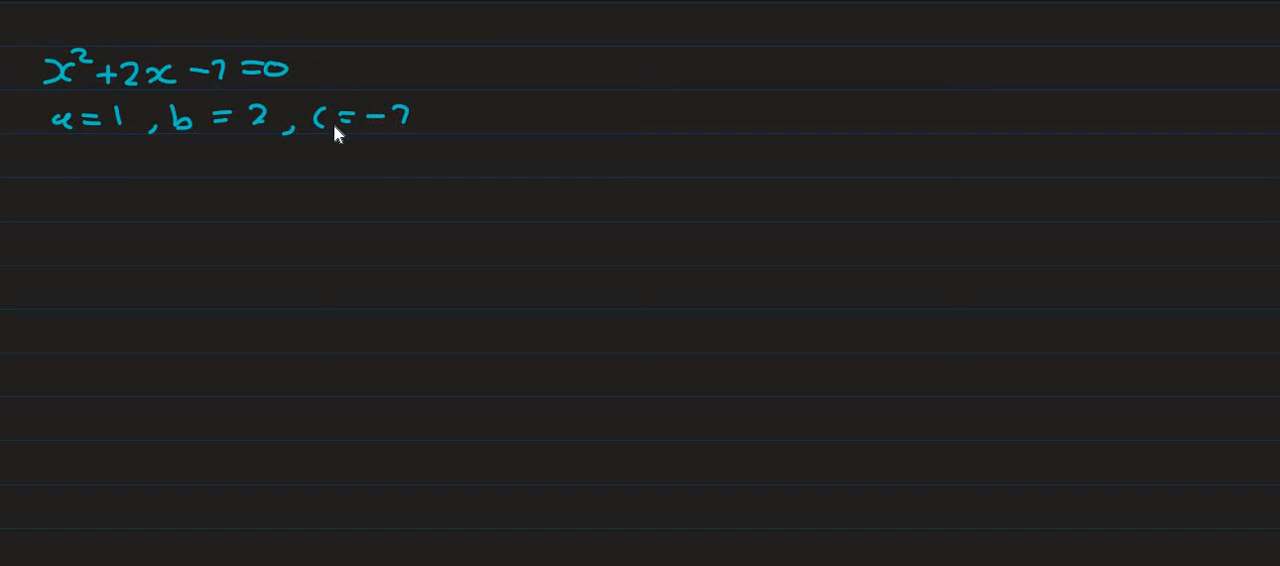 x²+2x-7=0
a=1, b=2, c=-7